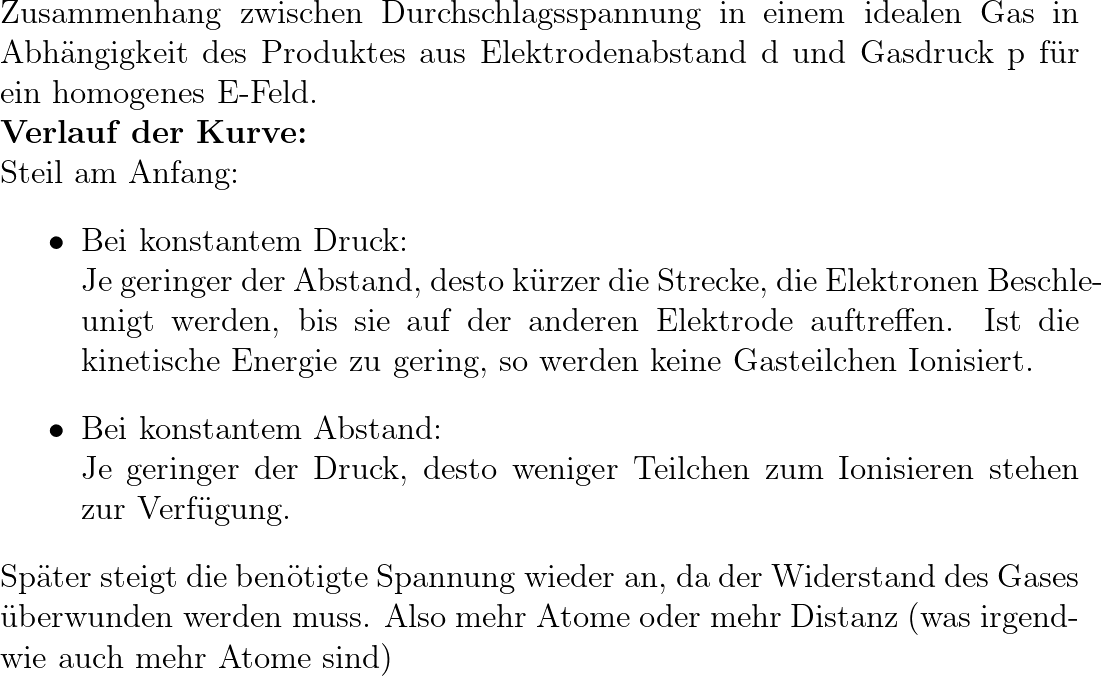 Zusammenhang zwischen Durchschlagsspannung in einem idealen Gas in
Abhängigkeit des Produktes aus Elektrodenabstand d und Gasdruck p für
ein homogenes E-Feld.
Verlauf der Kurve:
Steil am Anfang:
• Bei konstantem Druck:
Je geringer der Abstand, desto kürzer die Strecke, die Elektronen Beschle-
unigt werden, bis sie auf der anderen Elektrode auftreffen. Ist die
kinetische Energie zu gering, so werden keine Gasteilchen Ionisiert.
• Bei konstantem Abstand:
Je geringer der Druck, desto weniger Teilchen zum Ionisieren stehen
zur Verfügung.
Später steigt die benötigte Spannung wieder an, da der Widerstand des Gases
überwunden werden muss. Also mehr Atome oder mehr Distanz (was irgend-
wie auch mehr Atome sind)